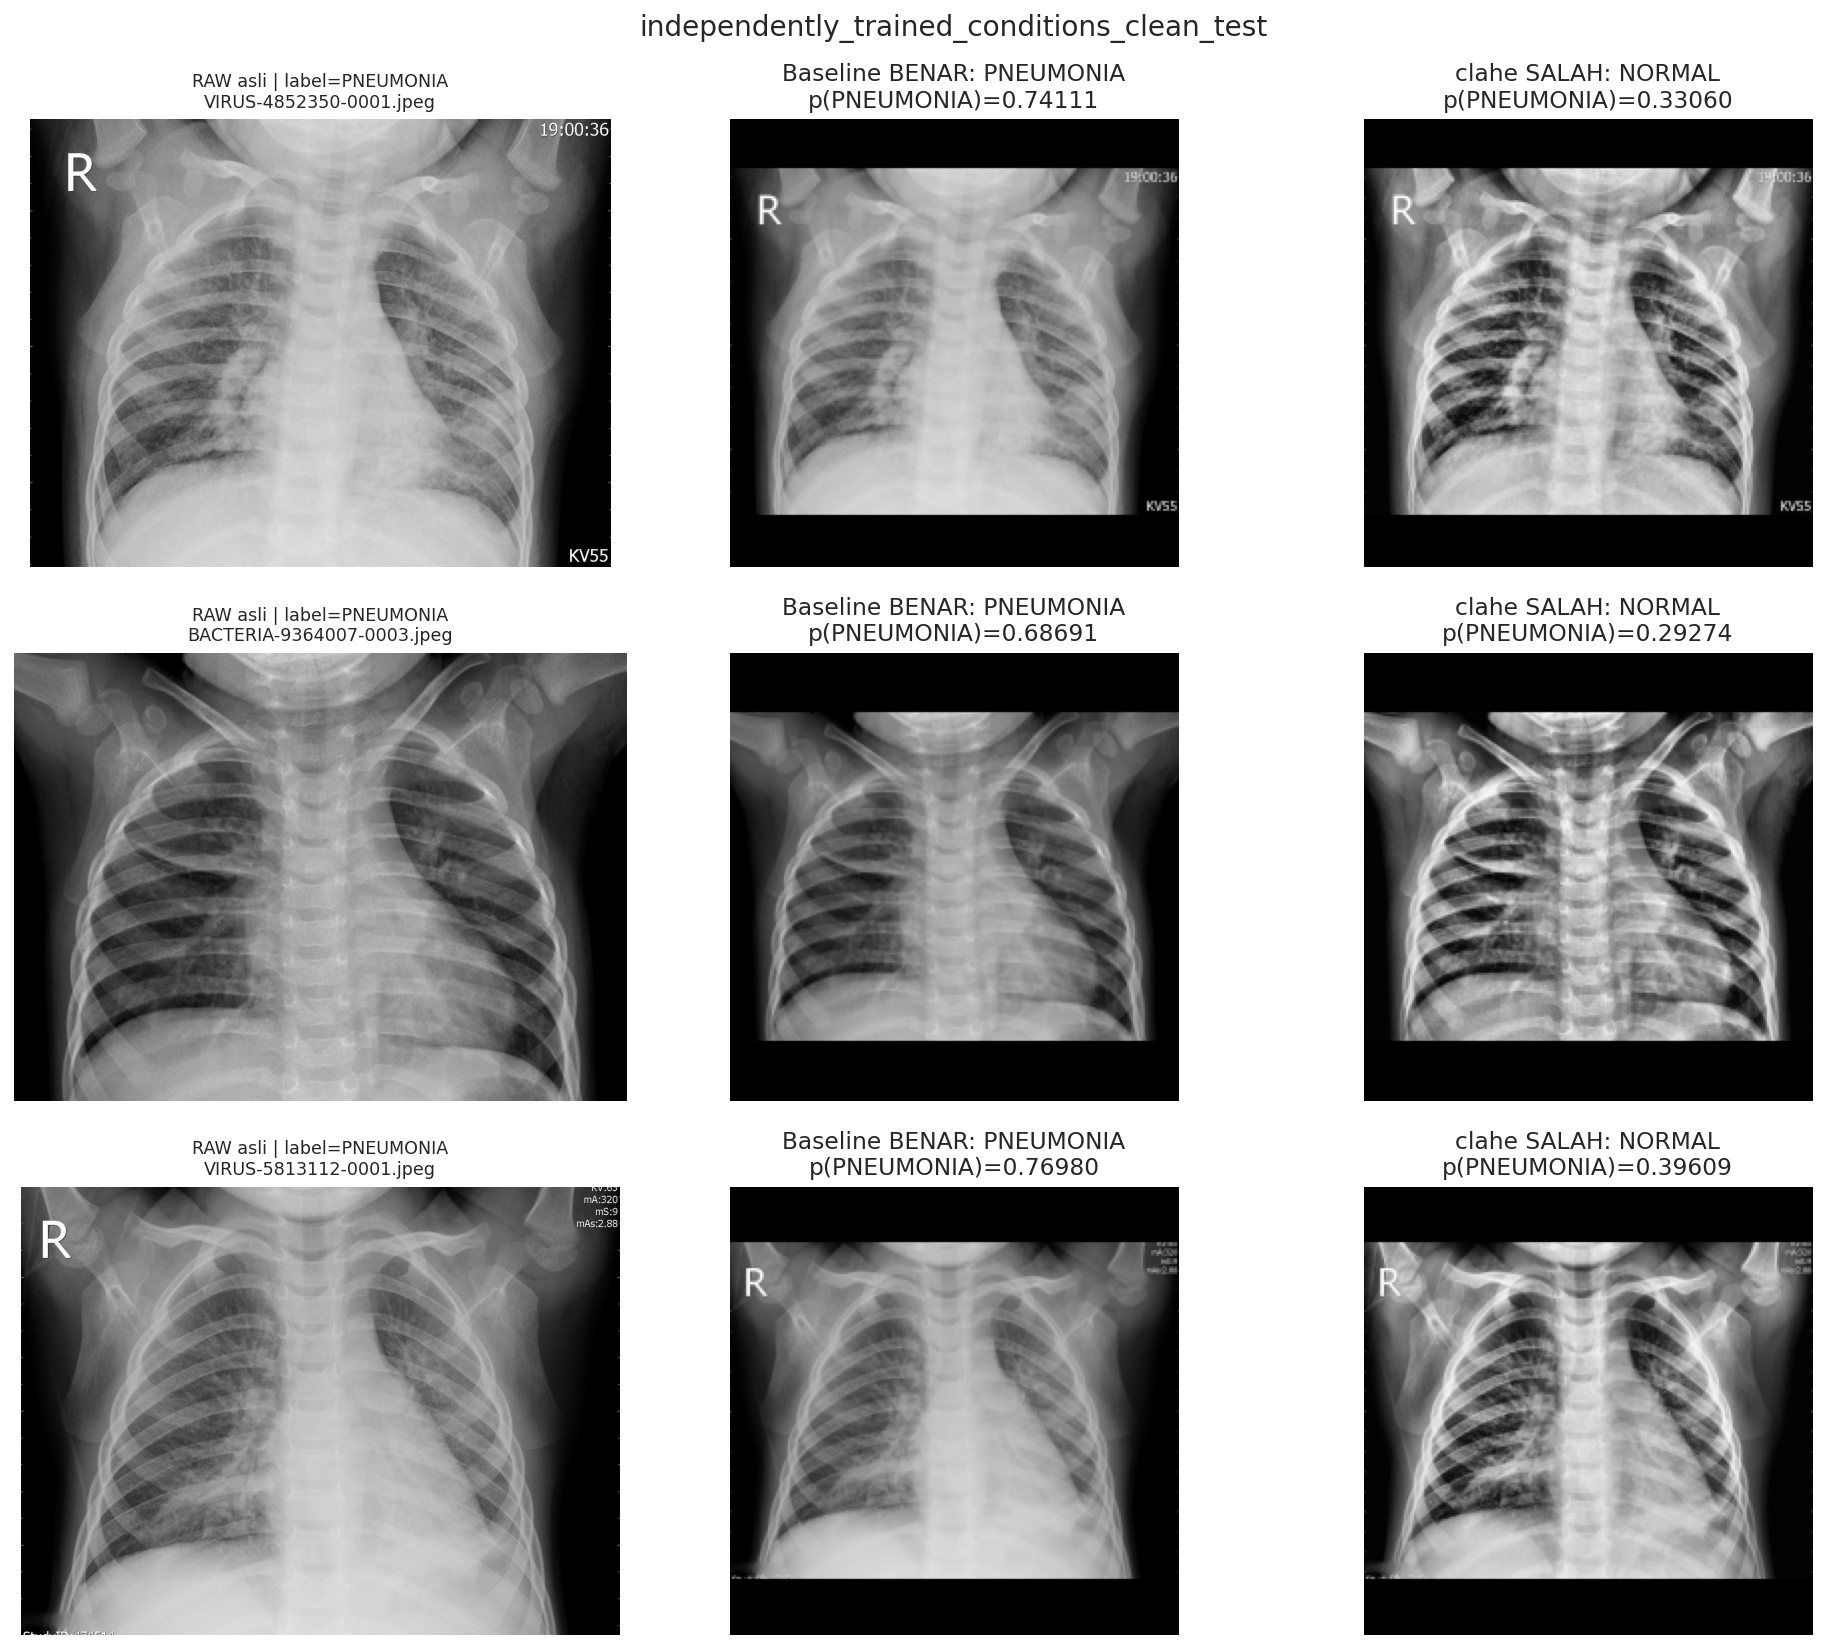 independently_trained_conditions_clean_test
RAW asli | label=PNEUMONIA
VIRUS-4852350-0001.jpeg
Baseline BENAR: PNEUMONIA
p(PNEUMONIA)=0.74111
clahe SALAH: NORMAL
p(PNEUMONIA)=0.33060
19:00:36
R
KV55
19:00:36
R
KV55
19:00:36
R
KV55
RAW asli | label=PNEUMONIA
BACTERIA-9364007-0003.jpeg
Baseline BENAR: PNEUMONIA
p(PNEUMONIA)=0.68691
clahe SALAH: NORMAL
p(PNEUMONIA)=0.29274
RAW asli | label=PNEUMONIA
VIRUS-5813112-0001.jpeg
Baseline BENAR: PNEUMONIA
p(PNEUMONIA)=0.76980
clahe SALAH: NORMAL
p(PNEUMONIA)=0.39609
KV:65
mA:320
mS:9
mAs:2.88
R
R
R